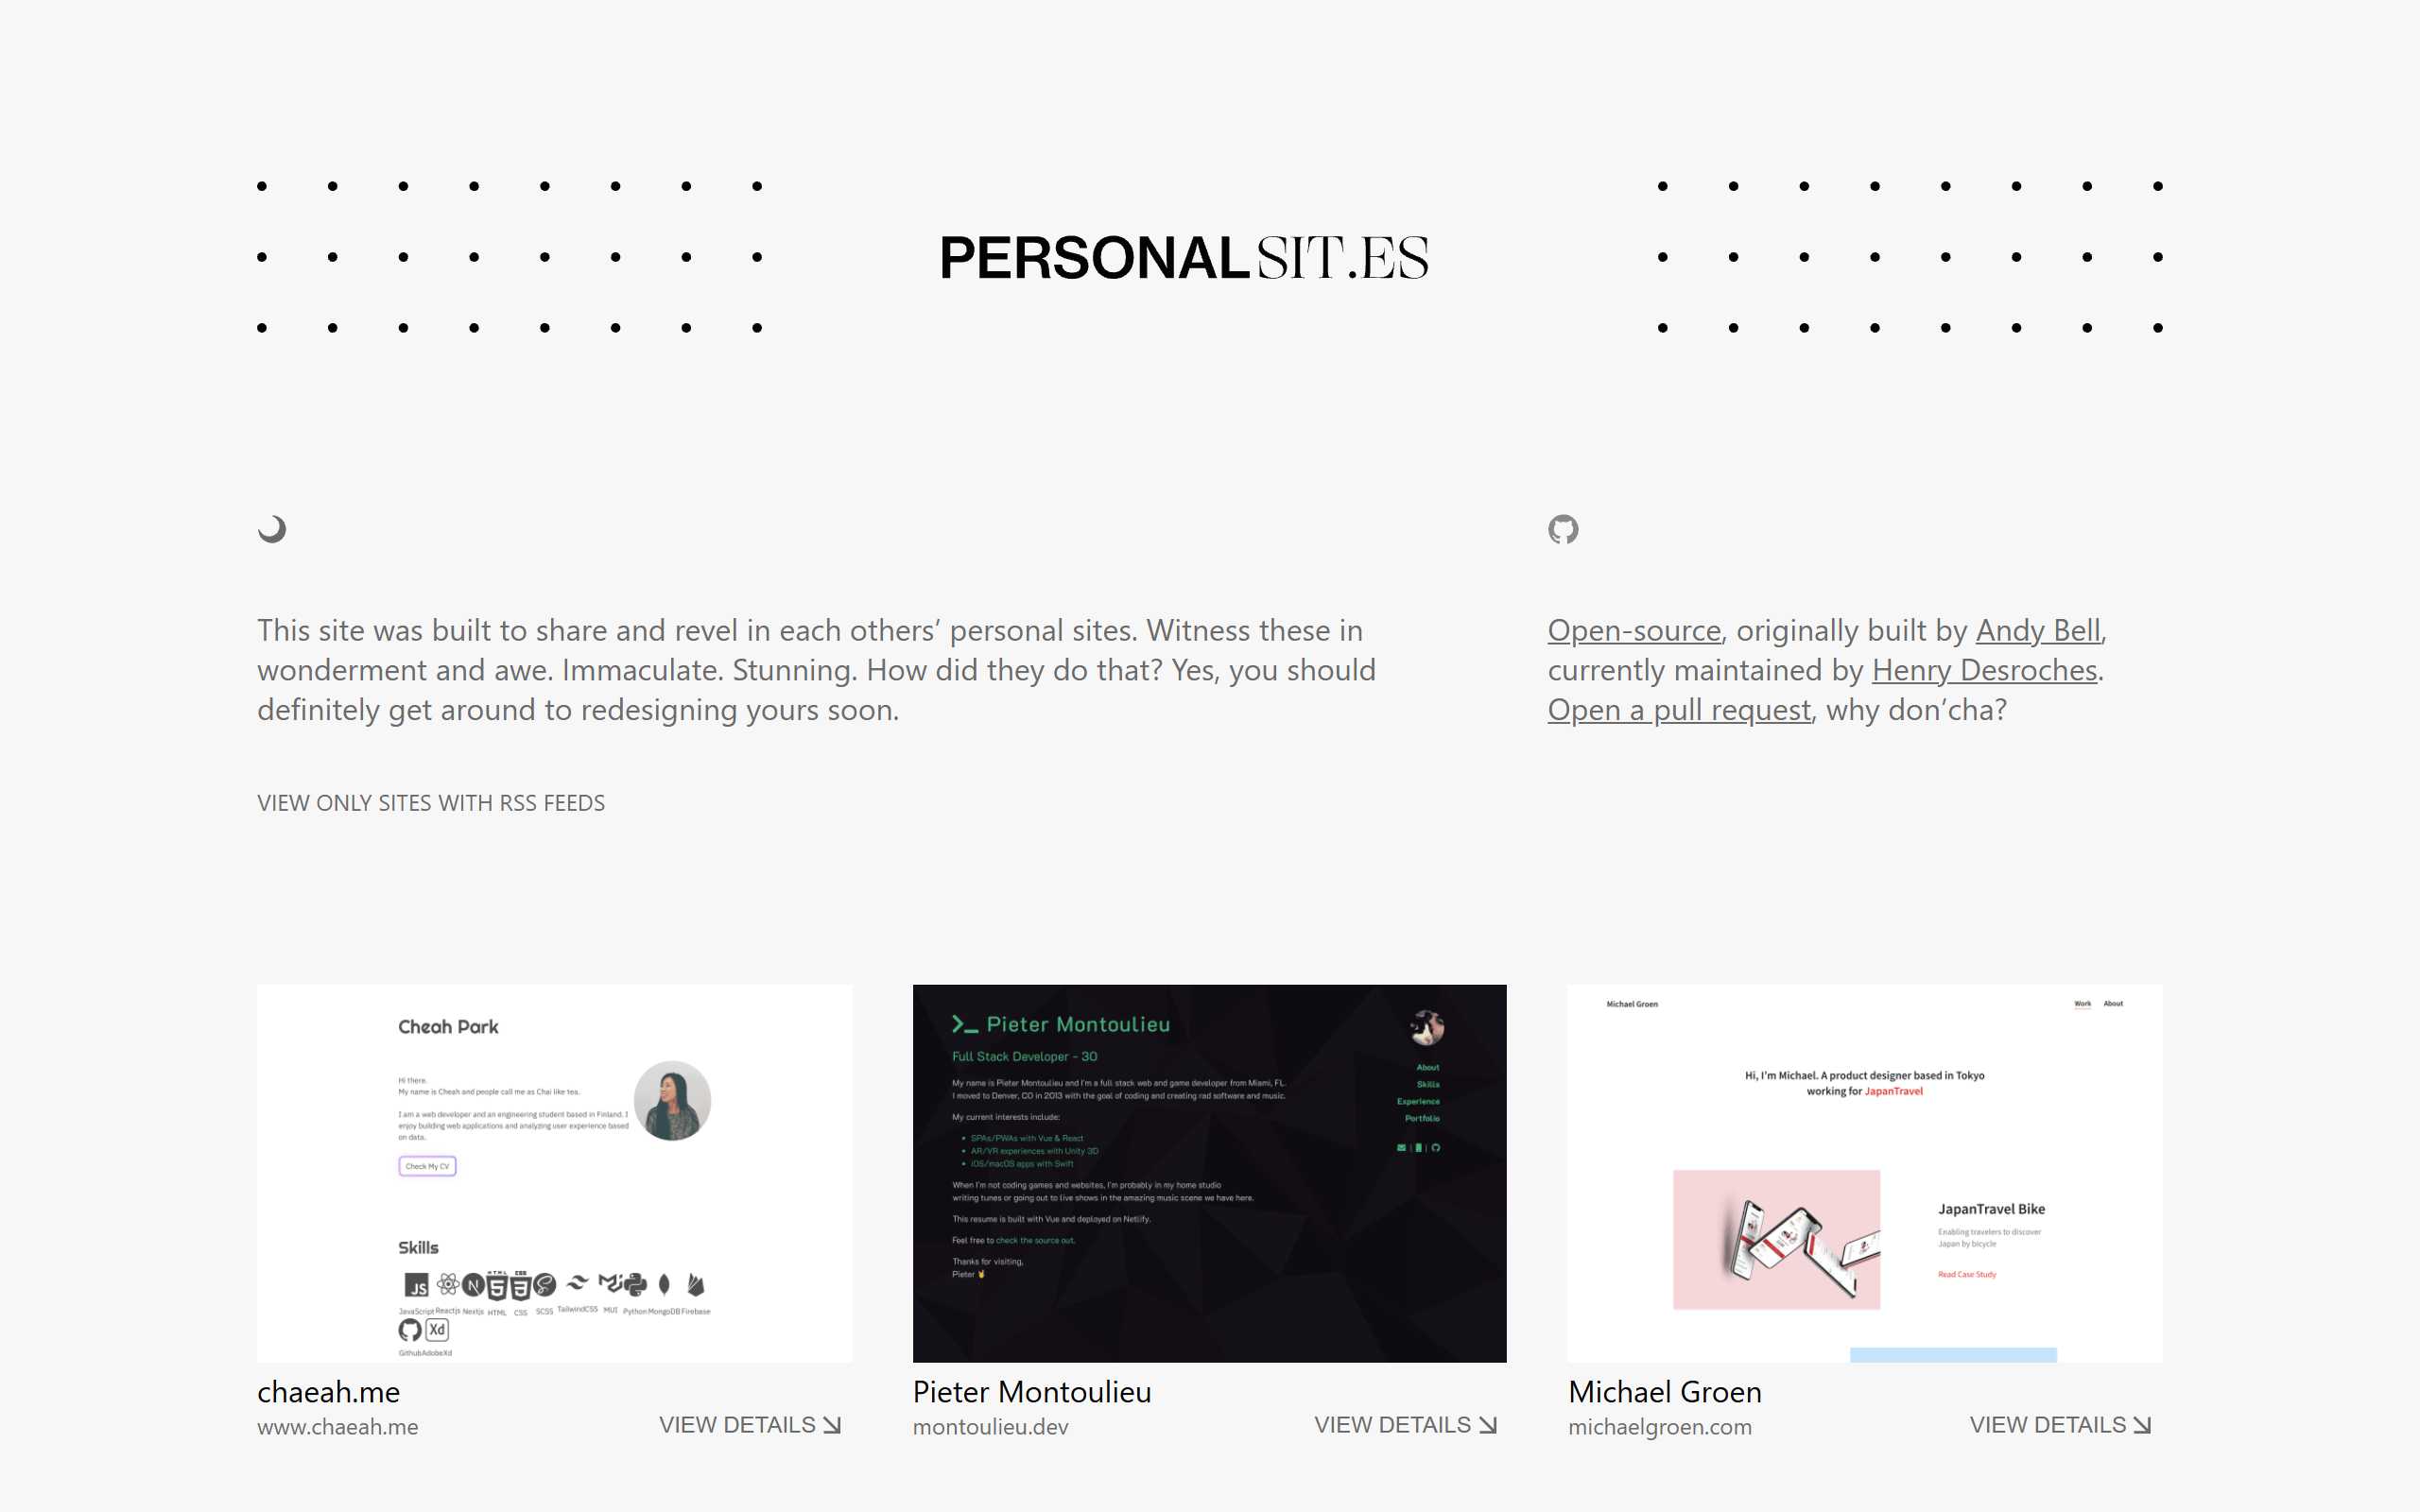 PERSONAL SIT.ES
This site was built to share and revel in each others’ personal sites. Witness these in
wonderment and awe. Immaculate. Stunning. How did they do that? Yes, you should
definitely get around to redesigning yours soon.
VIEW ONLY SITES WITH RSS FEEDS
Open-source, originally built by Andy Bell,
currently maintained by Henry Desroches.
Open a pull request, why don’cha?
Cheah Park
Hi there.
My name is Cheah and people call me as Chai like tea.
I am a web developer and an engineering student based in Finland. I
enjoy building web applications and analyzing user experience based
on data.
Check My CV
Skills
JS
JavaScript Reactjs Nextjs HTML CSS SCSS TailwindCSS MUI Python MongoDB Firebase
Xd
Github AdobeXd
chaeah.me
www.chaeah.me
VIEW DETAILS
Pieter Montoulieu
Full Stack Developer - 30
My name is Pieter Montoulieu and I'm a full stack web and game developer from Miami, FL.
I moved to Denver, CO in 2013 with the goal of coding and creating rad software and music.
My current interests include:
SPAs/PWAs with Vue & React
AR/VR experiences with Unity 3D
iOS/macOS apps with Swift
When I'm not coding games and websites, I'm probably in my home studio
writing tunes or going out to live shows in the amazing music scene we have here.
This resume is built with Vue and deployed on Netlify.
Feel free to check the source out.
Thanks for visiting,
Pieter 🤘
About
Skills
Experience
Portfolio
Pieter Montoulieu
montoulieu.dev
VIEW DETAILS
Michael Groen
Work About
Hi, I'm Michael. A product designer based in Tokyo
working for JapanTravel
JapanTravel Bike
Enabling travelers to discover
Japan by bicycle
Read Case Study
Michael Groen
michaelgroen.com
VIEW DETAILS